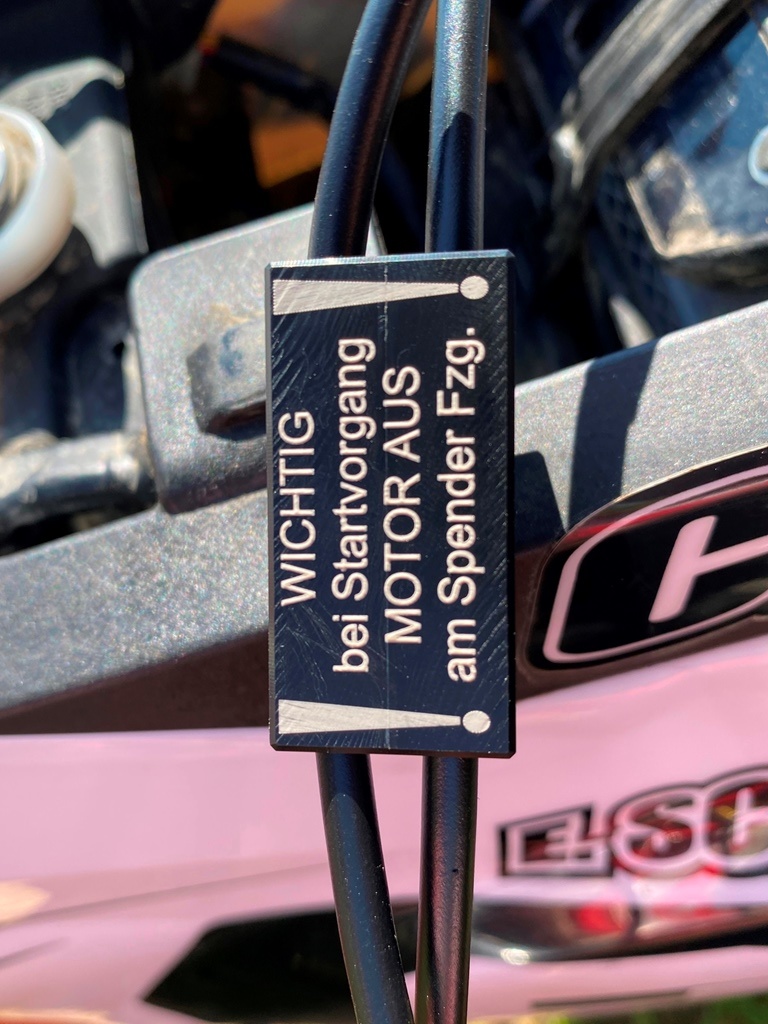 WICHTIG
bei Startvorgang
MOTOR AUS
am Spender Fzg.